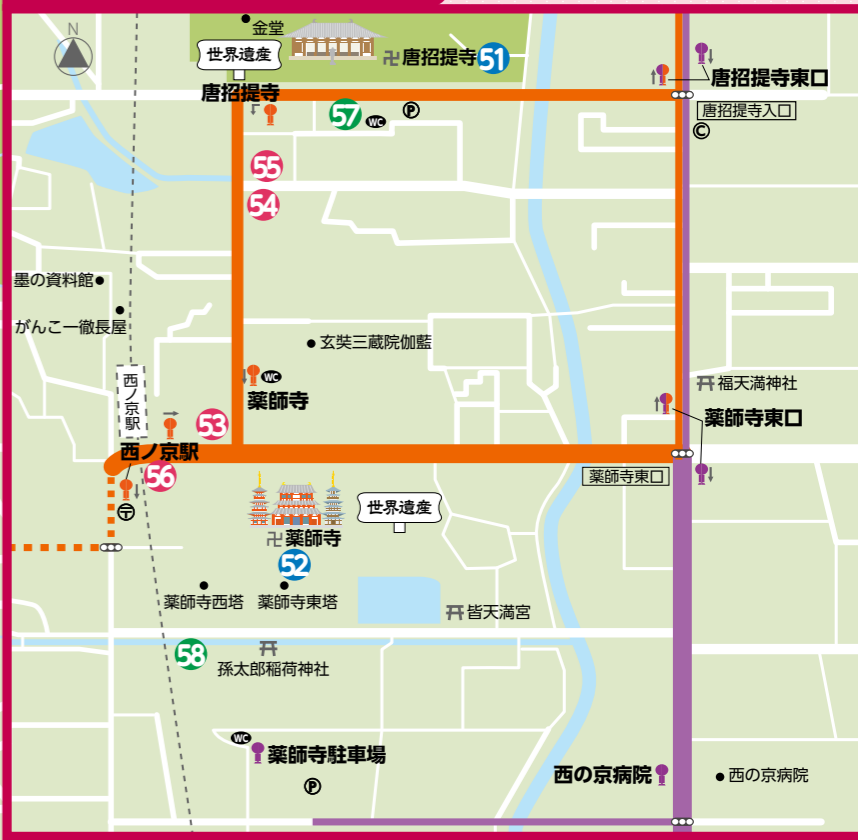 N
金堂
世界遺産
卍唐招提寺 51
唐招提寺
唐招提寺東口
唐招提寺入口
57 WC P
C
55
54
墨の資料館
がんこ一徹長屋
玄奘三蔵院伽藍
西ノ京駅
WC
薬師寺
福天満神社
薬師寺東口
53
西ノ京駅
56
〒
薬師寺東口
世界遺産
卍薬師寺
52
薬師寺西塔 薬師寺東塔
皆天満宮
58
孫太郎稲荷神社
WC
薬師寺駐車場
P
西の京病院
西の京病院